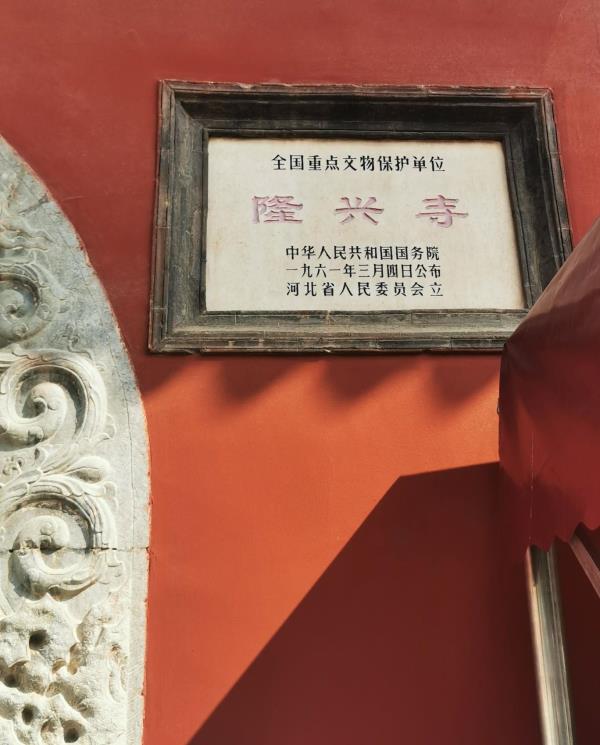 全国重点文物保护单位
隆兴寺
中华人民共和国国务院
一九六一年三月四日公布
河北省人民委员会立